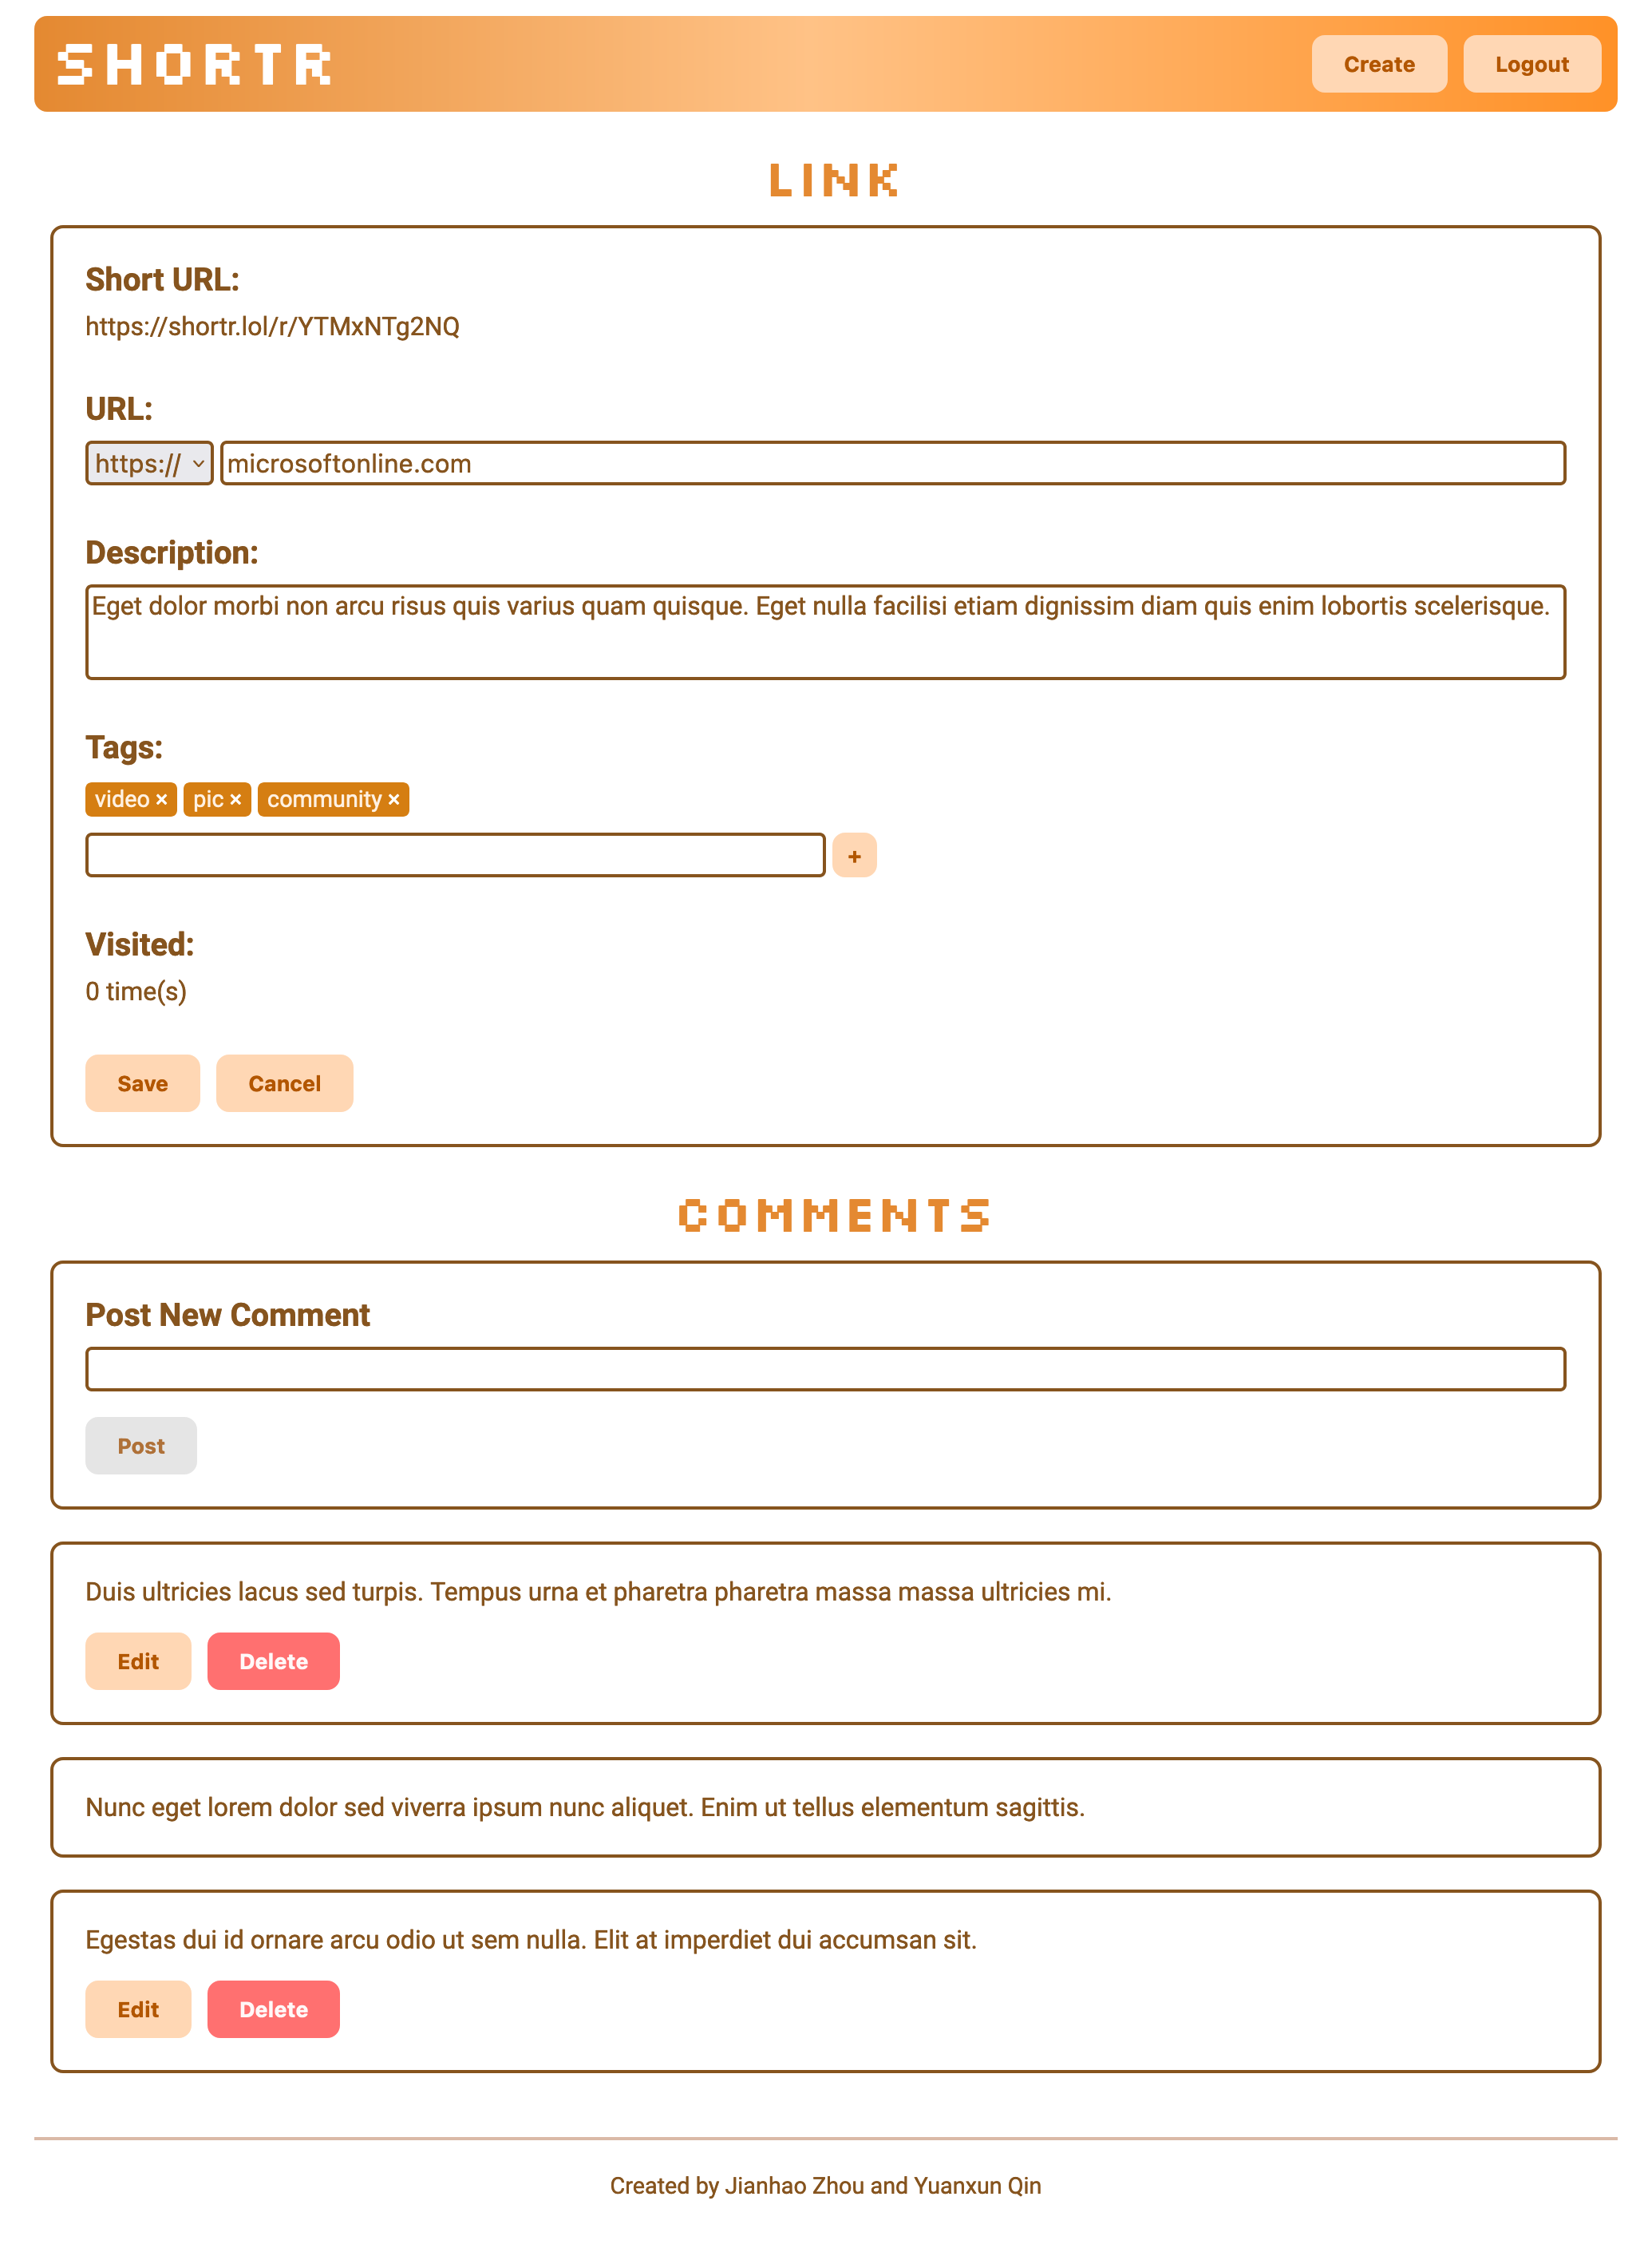 SHORTR
Create
Logout
LINK
Short URL:
https://shortr.lol/r/YTMxNTg2NQ
URL:
https://
microsoftonline.com
Description:
Eget dolor morbi non arcu risus quis varius quam quisque. Eget nulla facilisi etiam dignissim diam quis enim lobortis scelerisque.
Tags:
video × pic × community ×
+
Visited:
0 time(s)
Save
Cancel
COMMENTS
Post New Comment
Post
Duis ultricies lacus sed turpis. Tempus urna et pharetra pharetra massa massa ultricies mi.
Edit
Delete
Nunc eget lorem dolor sed viverra ipsum nunc aliquet. Enim ut tellus elementum sagittis.
Egestas dui id ornare arcu odio ut sem nulla. Elit at imperdiet dui accumsan sit.
Edit
Delete
Created by Jianhao Zhou and Yuanxun Qin